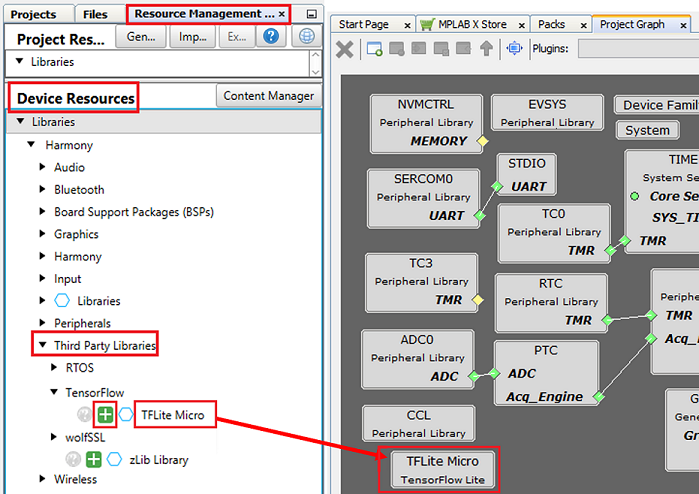 Projects
Files
Resource Management ... ×
Project Res...
Gen...
Imp...
Ex...
?
Libraries
Device Resources
Content Manager
Libraries
Harmony
Audio
Bluetooth
Board Support Packages (BSPs)
Graphics
Harmony
Input
Libraries
Peripherals
Third Party Libraries
RTOS
TensorFlow
TFLite Micro
wolfSSL
zLib Library
Wireless
Start Page ×
MPLAB X Store ×
Packs ×
Project Graph ×
Plugins:
NVMCTRL
Peripheral Library
MEMORY
EVSYS
Peripheral Library
Device Family
System
SERCOM0
Peripheral Library
UART
STDIO
UART
TIME
System Se
Core Se
SYS_TI
TMR
TC0
Peripheral Library
TMR
TC3
Peripheral Library
TMR
RTC
Peripheral Library
TMR
Periphe
TMR
Acq_
ADC0
Peripheral Library
ADC
PTC
ADC
Acq_Engine
CCL
Peripheral Library
G
Gene
Gr
TFLite Micro
TensorFlow Lite